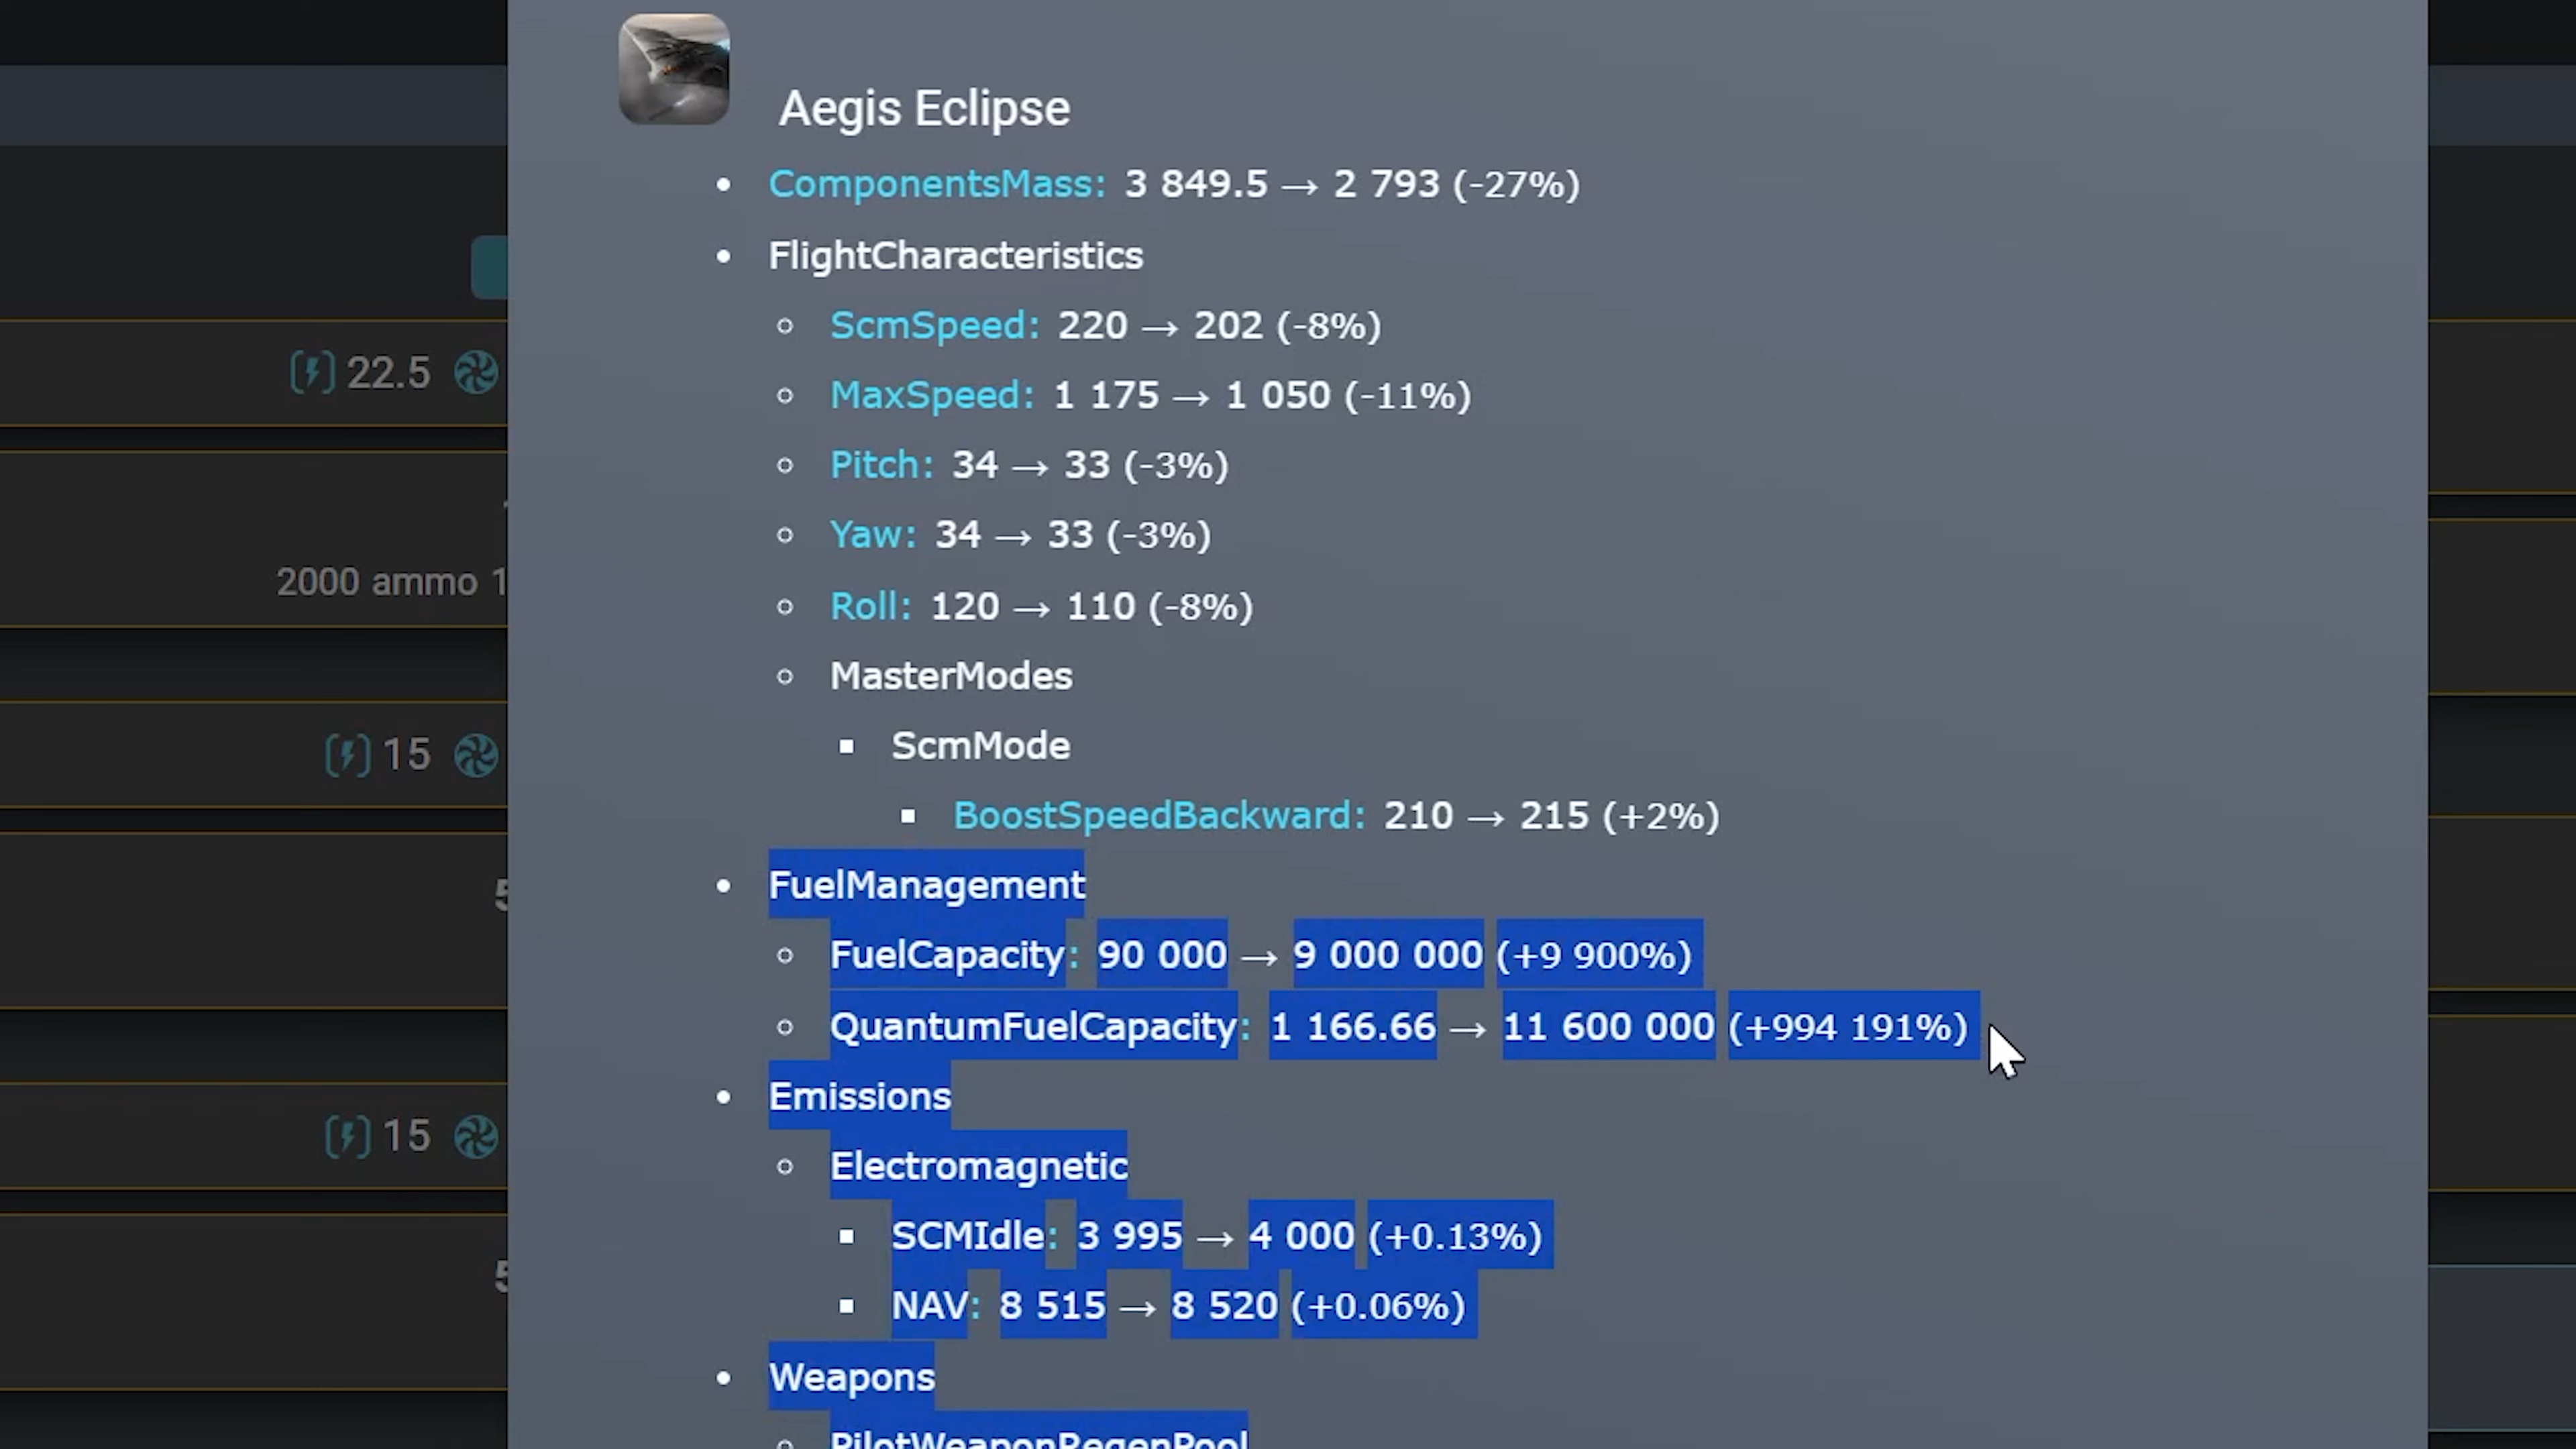 Aegis Eclipse
ComponentsMass: 3 849.5 → 2 793 (-27%)
FlightCharacteristics
ScmSpeed: 220 → 202 (-8%)
MaxSpeed: 1 175 → 1 050 (-11%)
Pitch: 34 → 33 (-3%)
Yaw: 34 → 33 (-3%)
Roll: 120 → 110 (-8%)
MasterModes
ScmMode
BoostSpeedBackward: 210 → 215 (+2%)
FuelManagement
FuelCapacity: 90 000 → 9 000 000 (+9 900%)
QuantumFuelCapacity: 1 166.66 → 11 600 000 (+994 191%)
Emissions
Electromagnetic
SCMIdle: 3 995 → 4 000 (+0.13%)
NAV: 8 515 → 8 520 (+0.06%)
Weapons
PilotWeaponRegenPool
22.5
2000 ammo 1
15
5
15
5